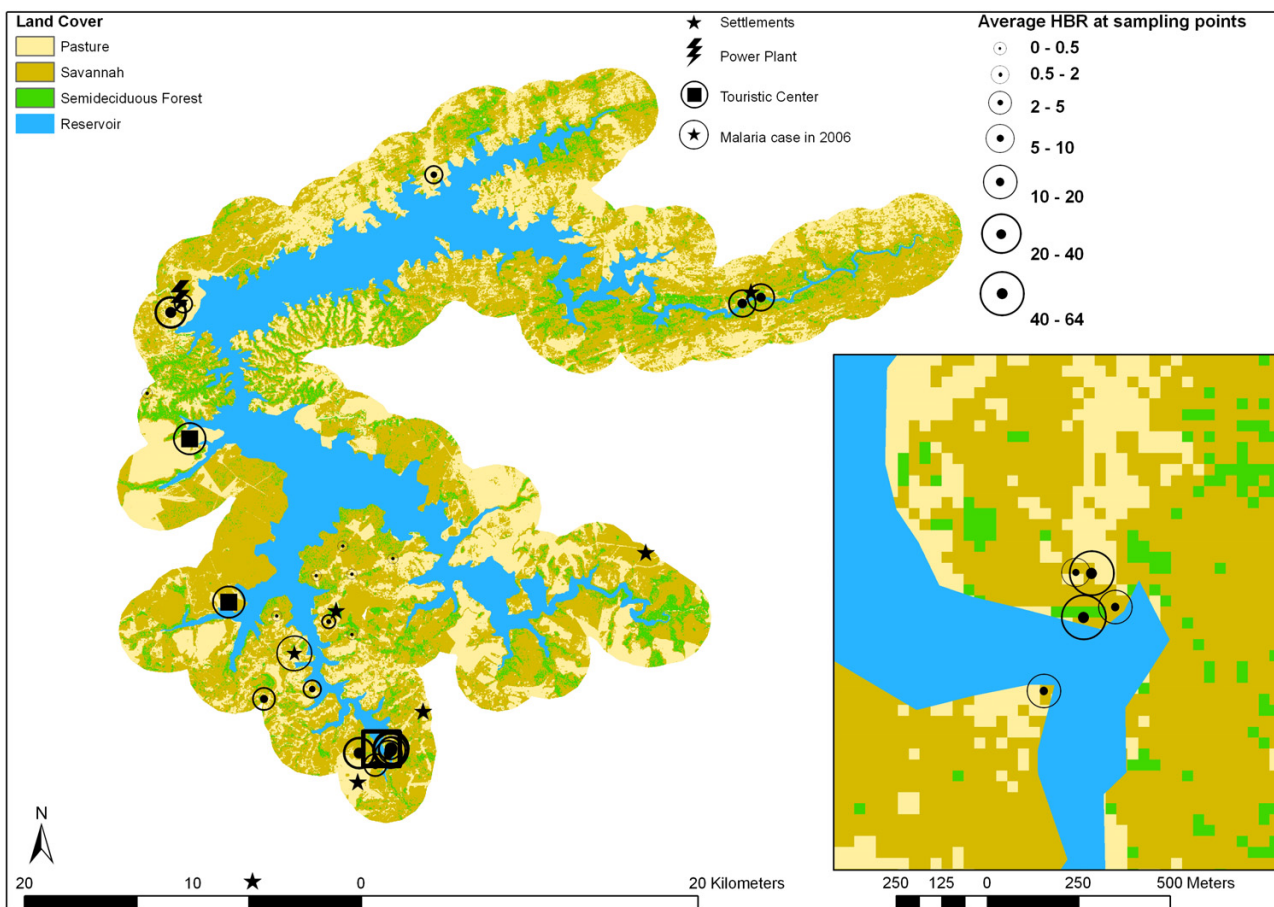 Land Cover
Pasture
Savannah
Semideciduous Forest
Reservoir
Settlements
Power Plant
Touristic Center
Malaria case in 2006
Average HBR at sampling points
0 - 0.5
0.5 - 2
2 - 5
5 - 10
10 - 20
20 - 40
40 - 64
N
20 10 0 20 Kilometers
250 125 0 250 500 Meters